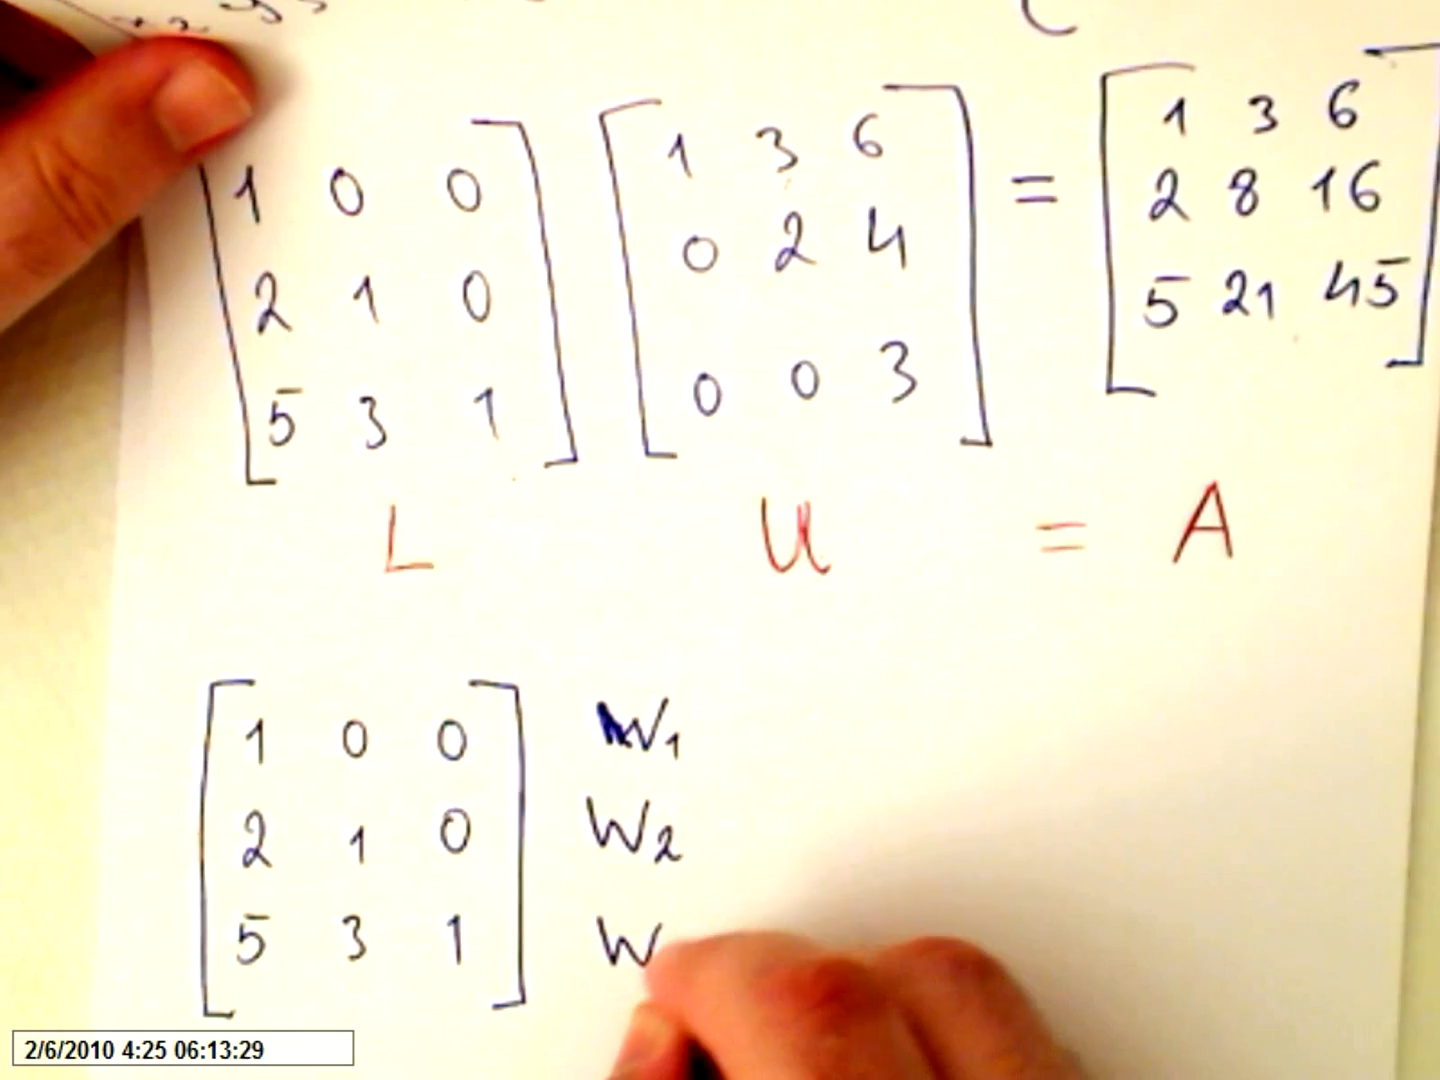 1 0 0 1 3 6 = 1 3 6
2 1 0 0 2 4 2 8 16
5 3 1 0 0 3 5 21 45
L U = A
1 0 0 W1
2 1 0 W2
5 3 1 W
2/6/2010 4:25 06:13:29